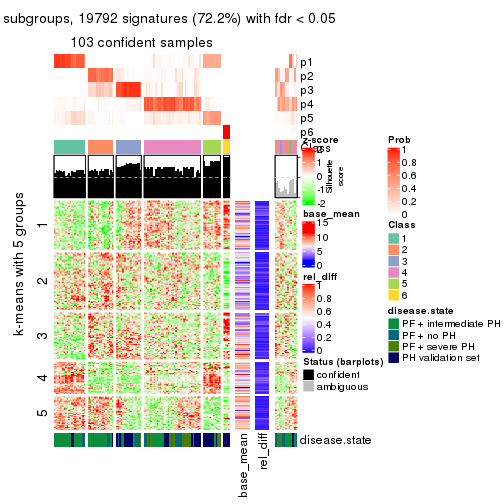 subgroups, 19792 signatures (72.2%) with fdr < 0.05
103 confident samples
p1
p2
p3
p4
p5
p6
Class
Silhouette
score
k-means with 5 groups
1
2
3
4
5
base_mean
rel_diff
disease.state
z-score
2
1
0
-1
-2
base_mean
15
10
5
0
rel_diff
1
0.8
0.6
0.4
0.2
0
Status (barplots)
confident
ambiguous
Prob
1
0.8
0.6
0.4
0.2
0
Class
1
2
3
4
5
6
disease.state
PF + intermediate PH
PF + no PH
PF + severe PH
PH validation set